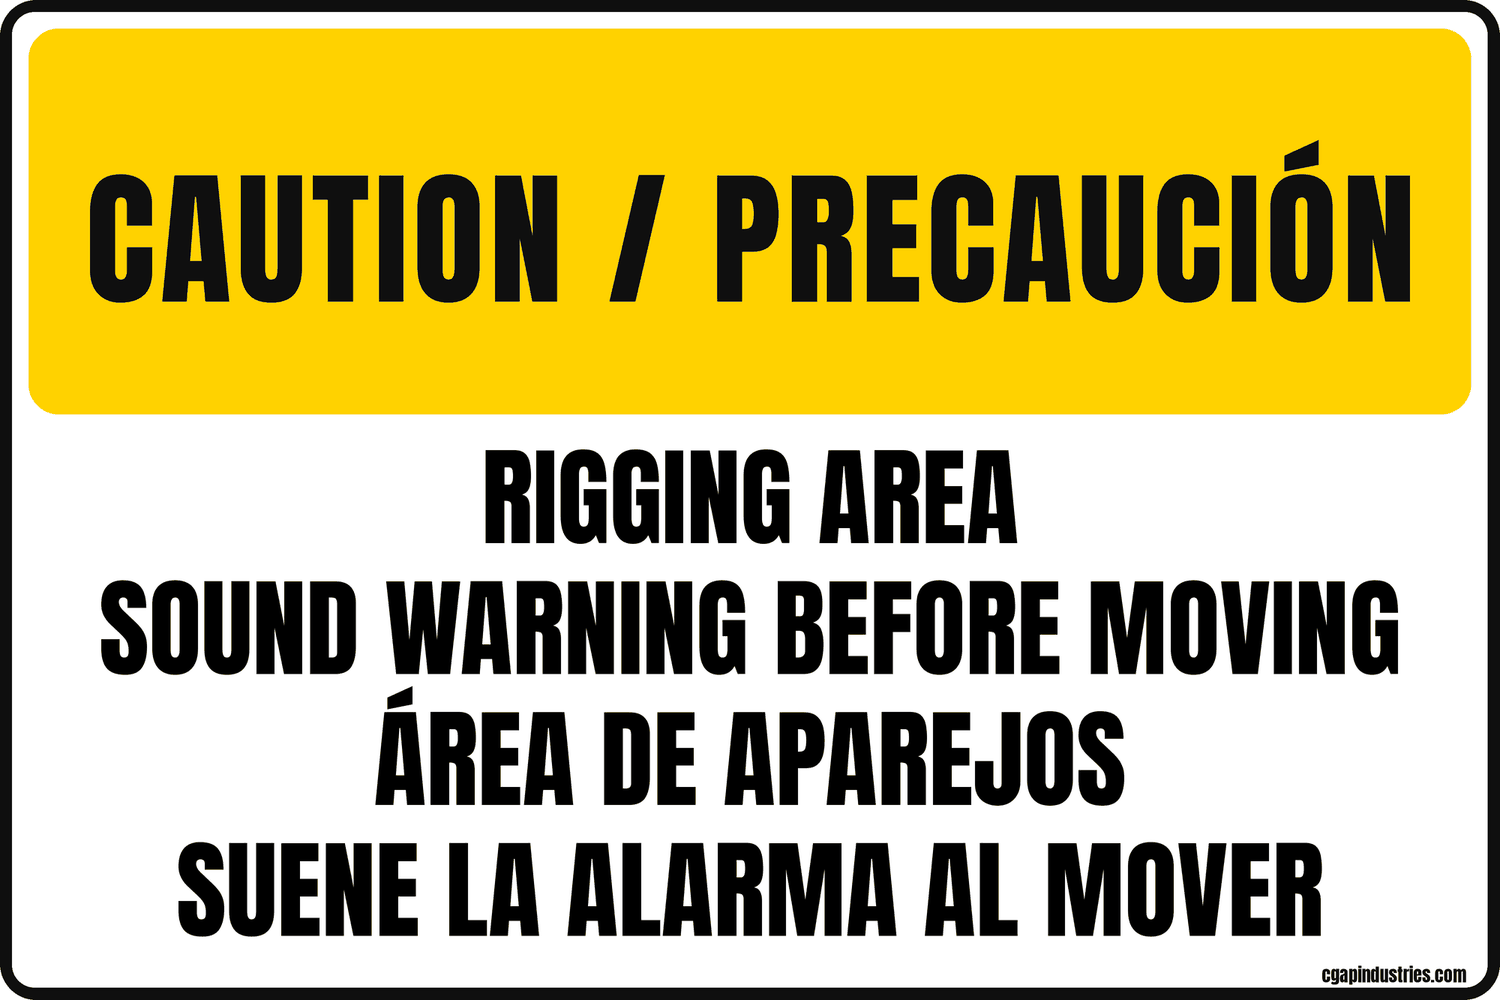 CAUTION / PRECAUCIÓN
RIGGING AREA
SOUND WARNING BEFORE MOVING
ÁREA DE APAREJOS
SUENE LA ALARMA AL MOVER
cgapindustries.com